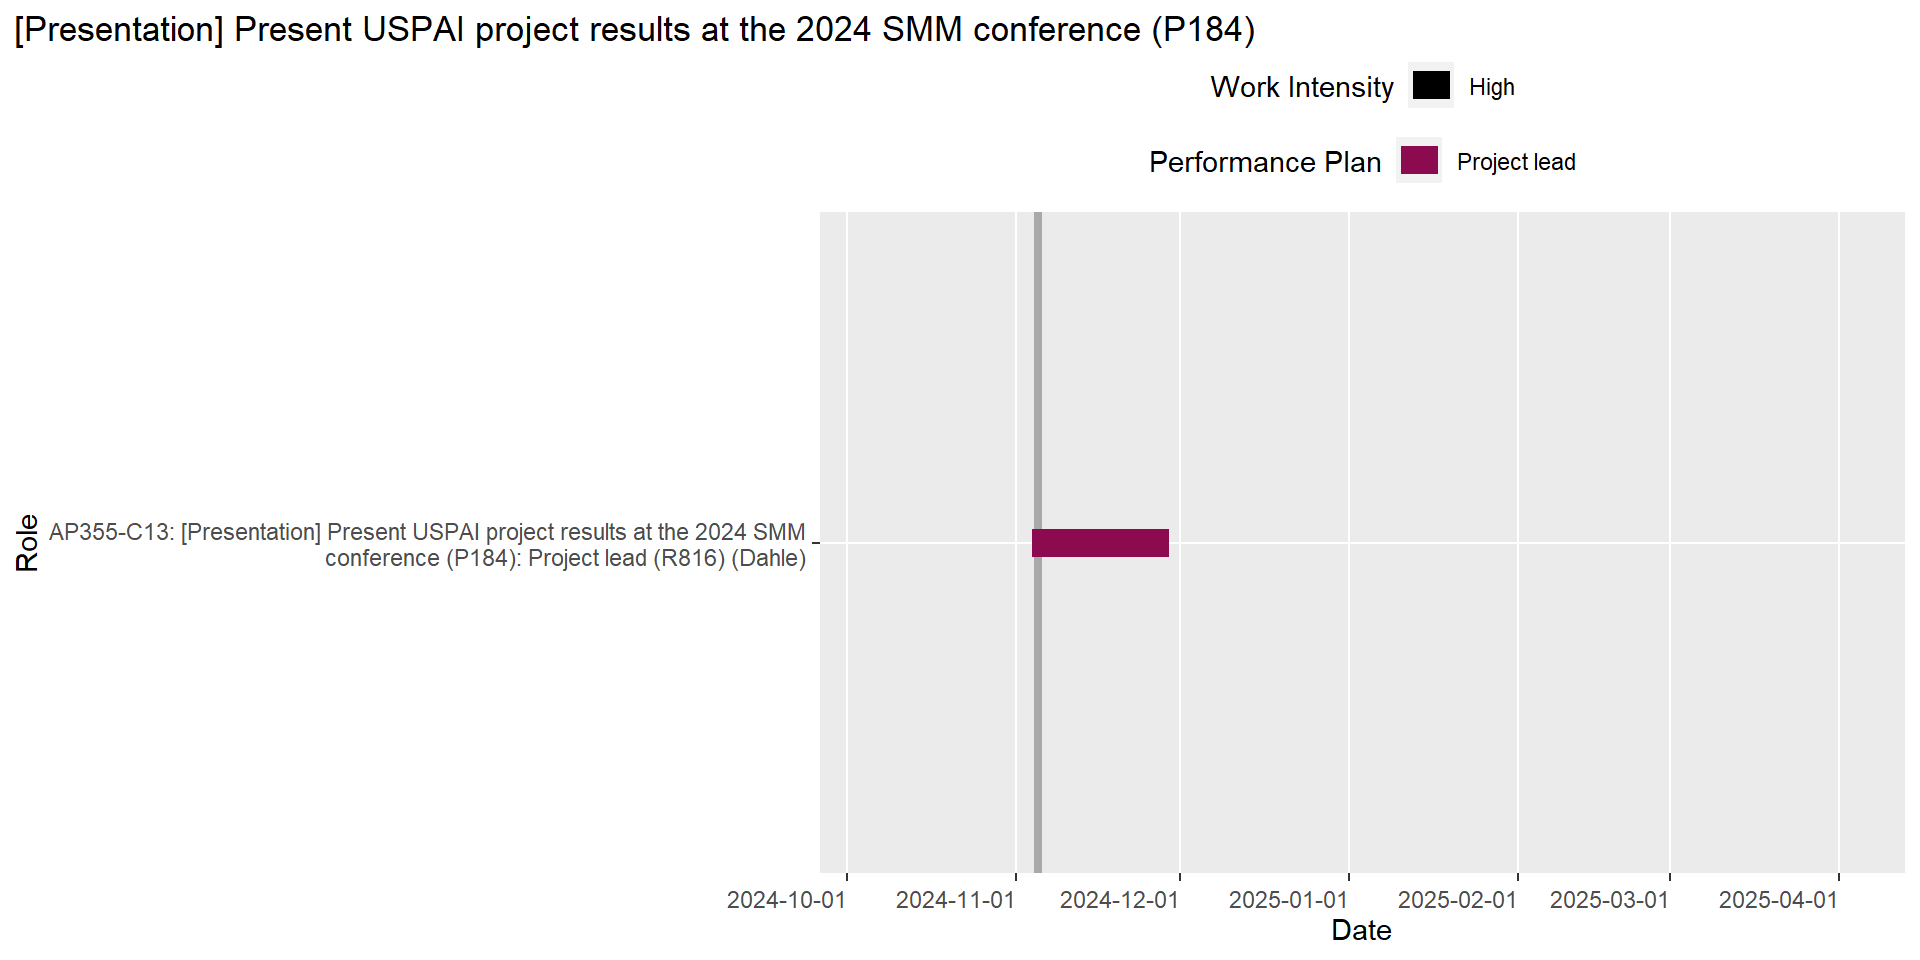 [Presentation] Present USPAI project results at the 2024 SMM conference (P184)
Work Intensity High
Performance Plan Project lead
Role
AP355-C13: [Presentation] Present USPAI project results at the 2024 SMM
conference (P184): Project lead (R816) (Dahle)
2024-10-01 2024-11-01 2024-12-01 2025-01-01 2025-02-01 2025-03-01 2025-04-01
Date